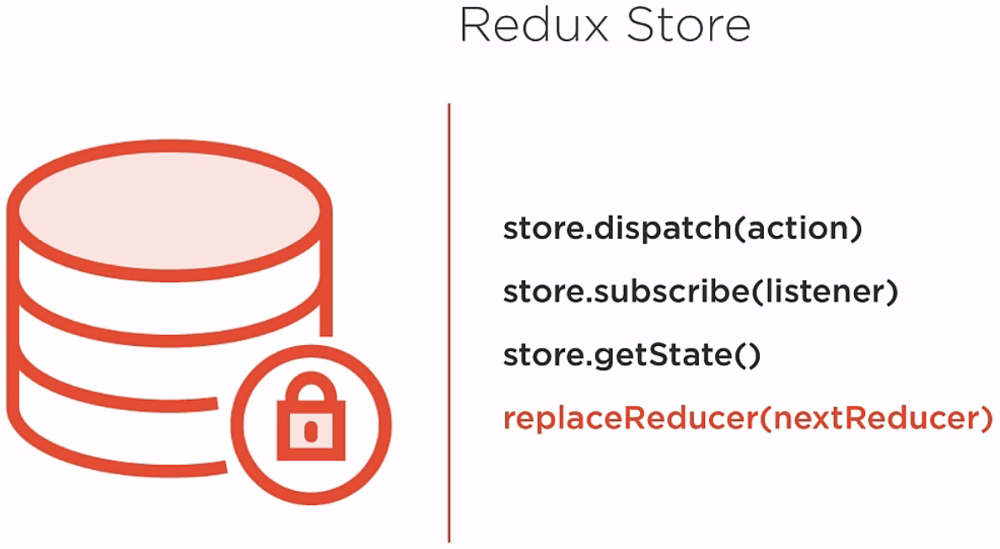 Redux Store
store.dispatch(action)
store.subscribe(listener)
store.getState()
replaceReducer(nextReducer)